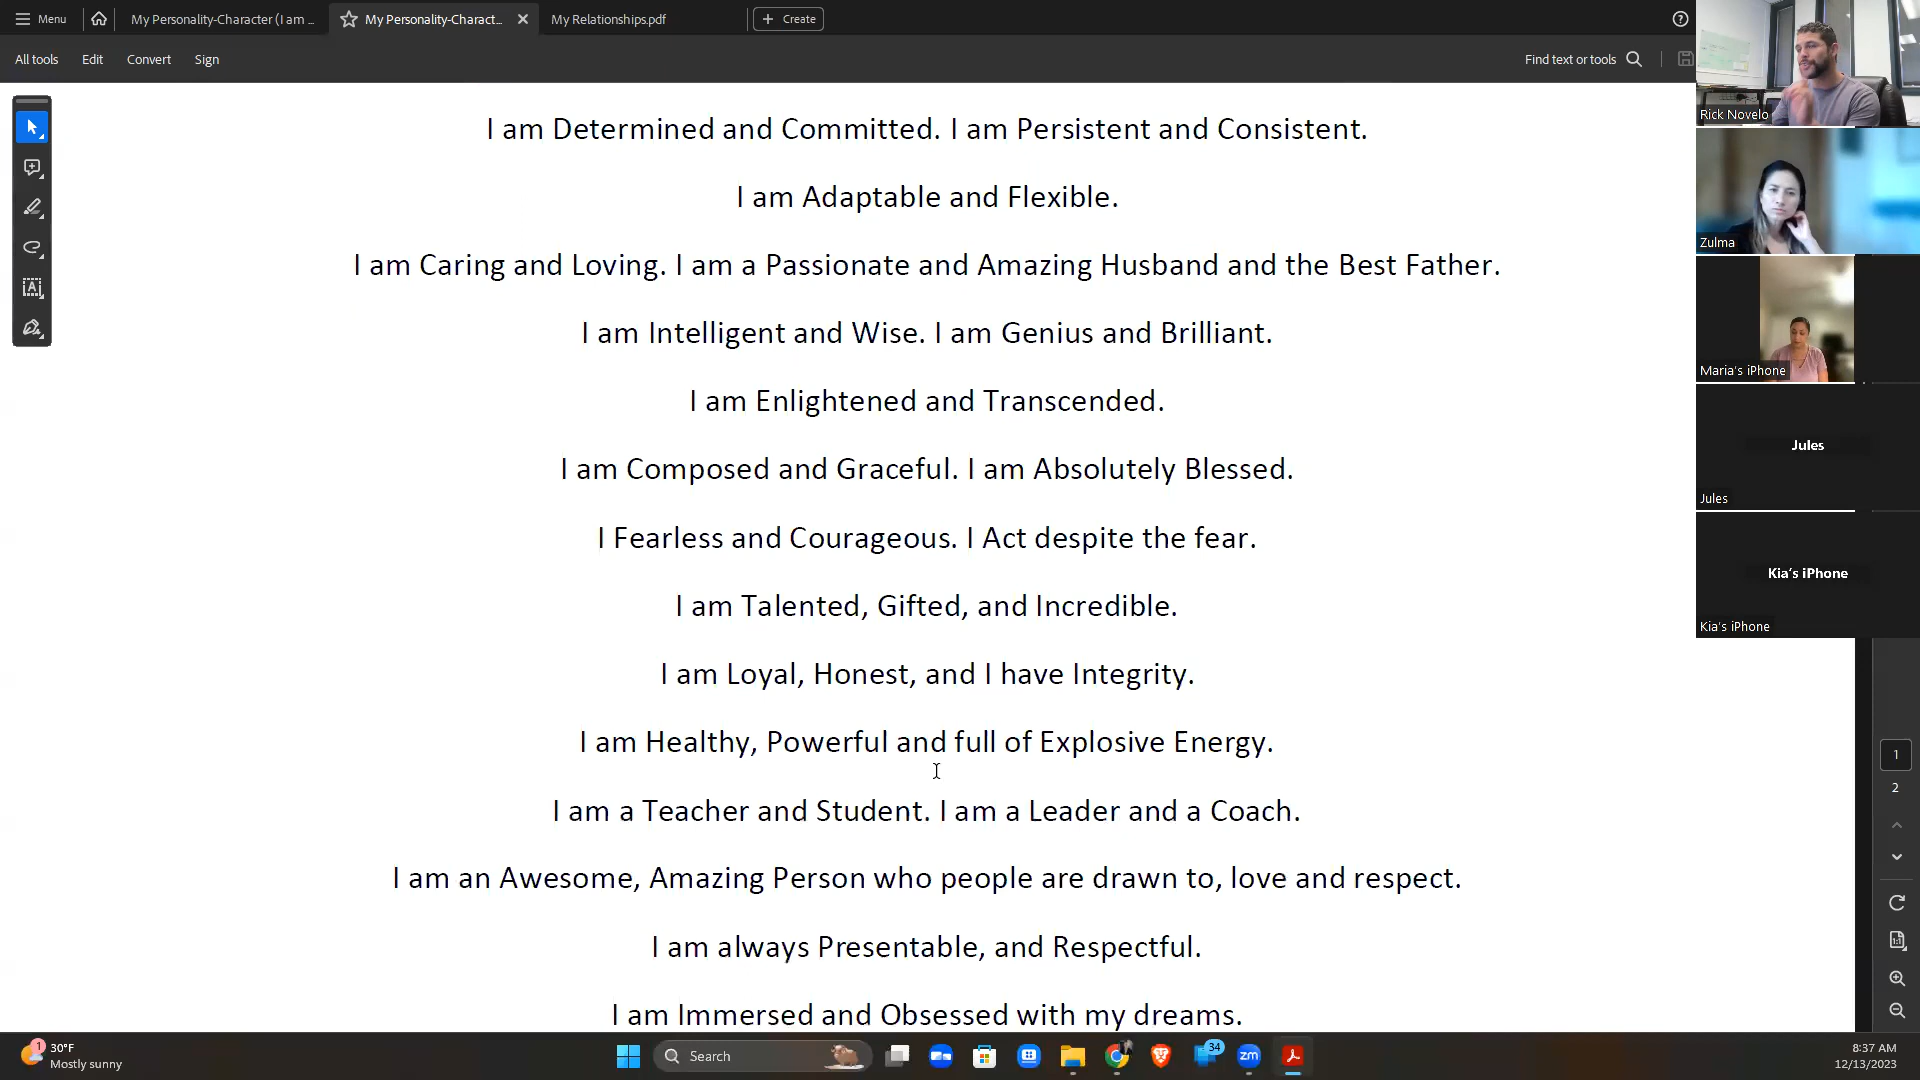 Menu
My Personality-Character (I am ...
My Personality-Charact...
My Relationships.pdf
Create
All tools
Edit
Convert
Sign
Find text or tools
I am Determined and Committed. I am Persistent and Consistent.
I am Adaptable and Flexible.
I am Caring and Loving. I am a Passionate and Amazing Husband and the Best Father.
I am Intelligent and Wise. I am Genius and Brilliant.
I am Enlightened and Transcended.
I am Composed and Graceful. I am Absolutely Blessed.
I Fearless and Courageous. I Act despite the fear.
I am Talented, Gifted, and Incredible.
I am Loyal, Honest, and I have Integrity.
I am Healthy, Powerful and full of Explosive Energy.
I am a Teacher and Student. I am a Leader and a Coach.
I am an Awesome, Amazing Person who people are drawn to, love and respect.
I am always Presentable, and Respectful.
I am Immersed and Obsessed with my dreams.
Rick Novelo
Zulma
Maria's iPhone
Jules
Jules
Kia's iPhone
Kia's iPhone
1
2
1
30°F
Mostly sunny
Search
34
zm
8:37 AM
12/13/2023